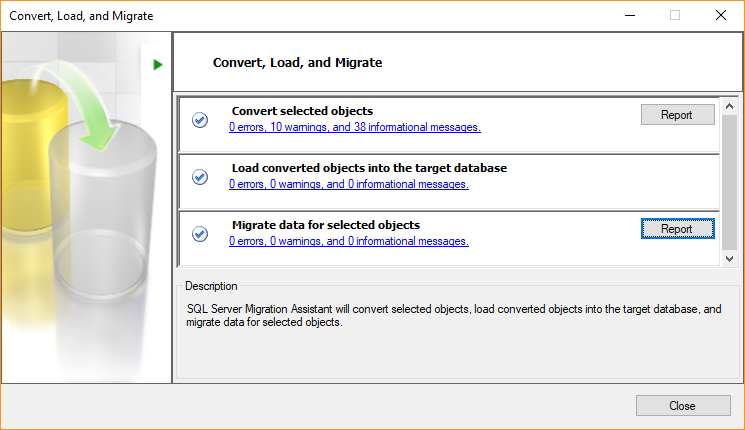 Convert, Load, and Migrate
Convert, Load, and Migrate
Convert selected objects
0 errors, 10 warnings, and 38 informational messages.
Report
Load converted objects into the target database
0 errors, 0 warnings, and 0 informational messages.
Migrate data for selected objects
0 errors, 0 warnings, and 0 informational messages.
Report
Description
SQL Server Migration Assistant will convert selected objects, load converted objects into the target database, and
migrate data for selected objects.
Close